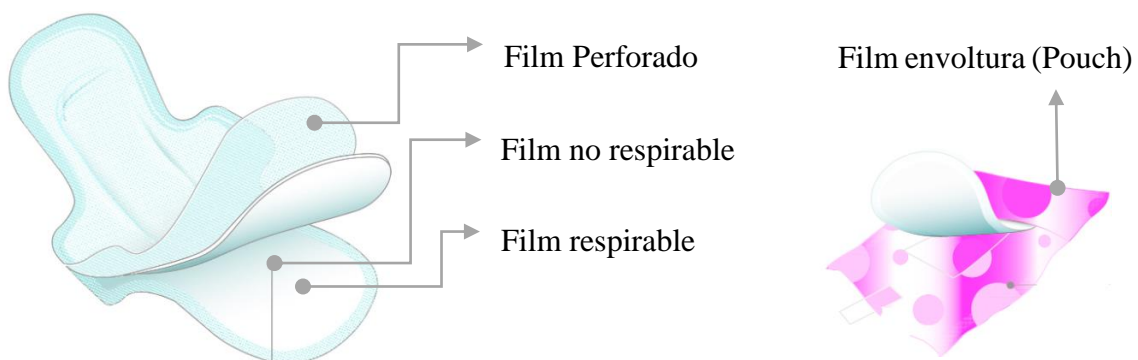 Film Perforado
Film envoltura (Pouch)
Film no respirable
Film respirable